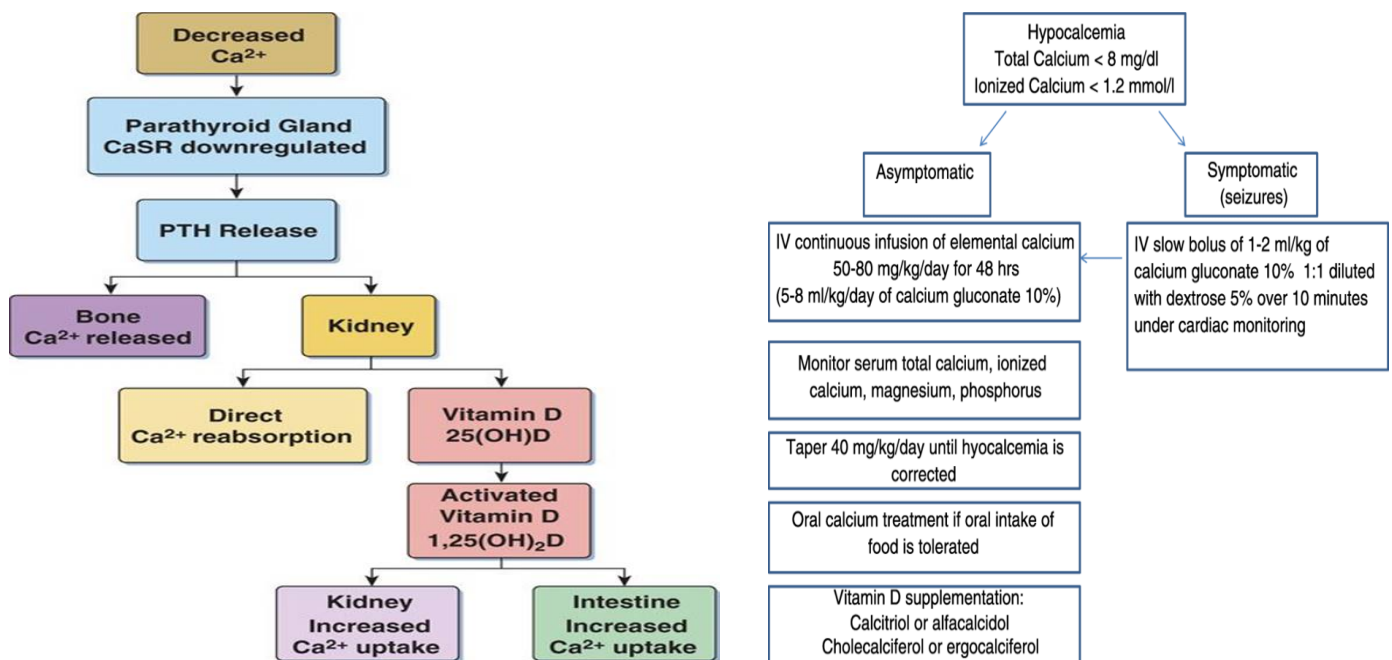 Decreased
Ca²⁺
Parathyroid Gland
CaSR downregulated
PTH Release
Bone
Ca²⁺ released
Kidney
Direct
Ca²⁺ reabsorption
Vitamin D
25(OH)D
Activated
Vitamin D
1,25(OH)₂D
Kidney
Increased
Ca²⁺ uptake
Intestine
Increased
Ca²⁺ uptake
Hypocalcemia
Total Calcium < 8 mg/dl
Ionized Calcium < 1.2 mmol/l
Asymptomatic
Symptomatic
(seizures)
IV continuous infusion of elemental calcium
50-80 mg/kg/day for 48 hrs
(5-8 ml/kg/day of calcium gluconate 10%)
IV slow bolus of 1-2 ml/kg of
calcium gluconate 10% 1:1 diluted
with dextrose 5% over 10 minutes
under cardiac monitoring
Monitor serum total calcium, ionized
calcium, magnesium, phosphorus
Taper 40 mg/kg/day until hyocalcemia is
corrected
Oral calcium treatment if oral intake of
food is tolerated
Vitamin D supplementation:
Calcitriol or alfacalcidol
Cholecalciferol or ergocalciferol